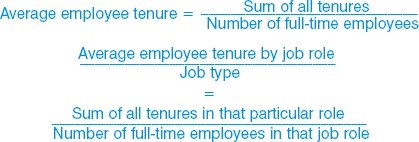 Average employee tenure = Sum of all tenures
Number of full-time employees
Average employee tenure by job role
Job type
=
Sum of all tenures in that particular role
Number of full-time employees in that job role